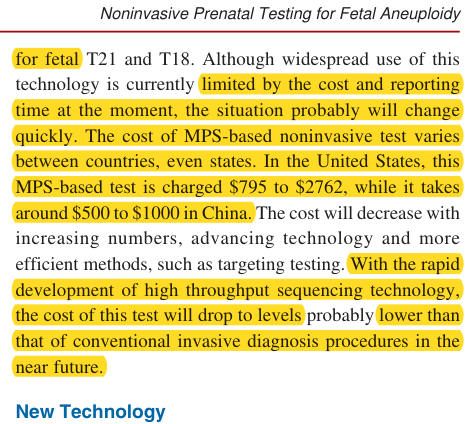 Noninvasive Prenatal Testing for Fetal Aneuploidy
for fetal T21 and T18. Although widespread use of this
technology is currently limited by the cost and reporting
time at the moment, the situation probably will change
quickly. The cost of MPS-based noninvasive test varies
between countries, even states. In the United States, this
MPS-based test is charged $795 to $2762, while it takes
around $500 to $1000 in China. The cost will decrease with
increasing numbers, advancing technology and more
efficient methods, such as targeting testing. With the rapid
development of high throughput sequencing technology,
the cost of this test will drop to levels probably lower than
that of conventional invasive diagnosis procedures in the
near future.
New Technology